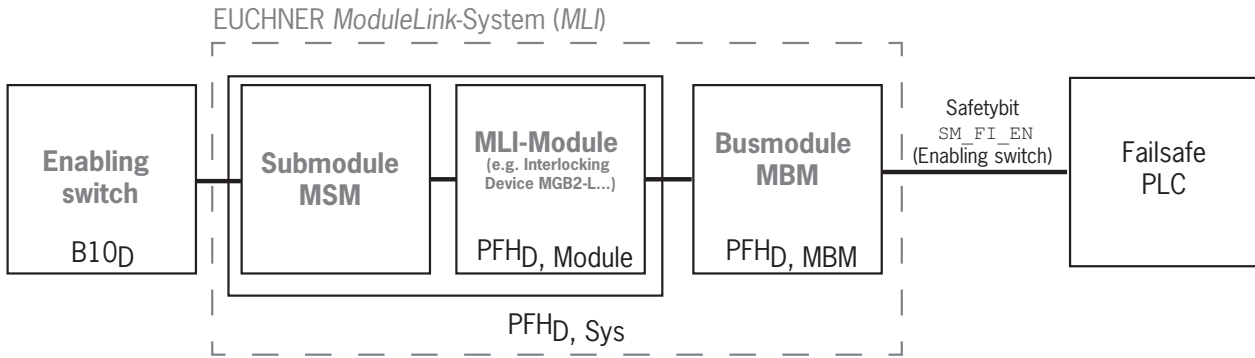 EUCHNER ModuleLink-System (MLI)
Enabling
switch
B10D
Submodule
MSM
MLI-Module
(e.g. Interlocking
Device MGB2-L...)
PFHD, Module
Busmodule
MBM
PFHD, MBM
PFHD, Sys
Safetybit
SM_FI_EN
(Enabling switch)
Failsafe
PLC